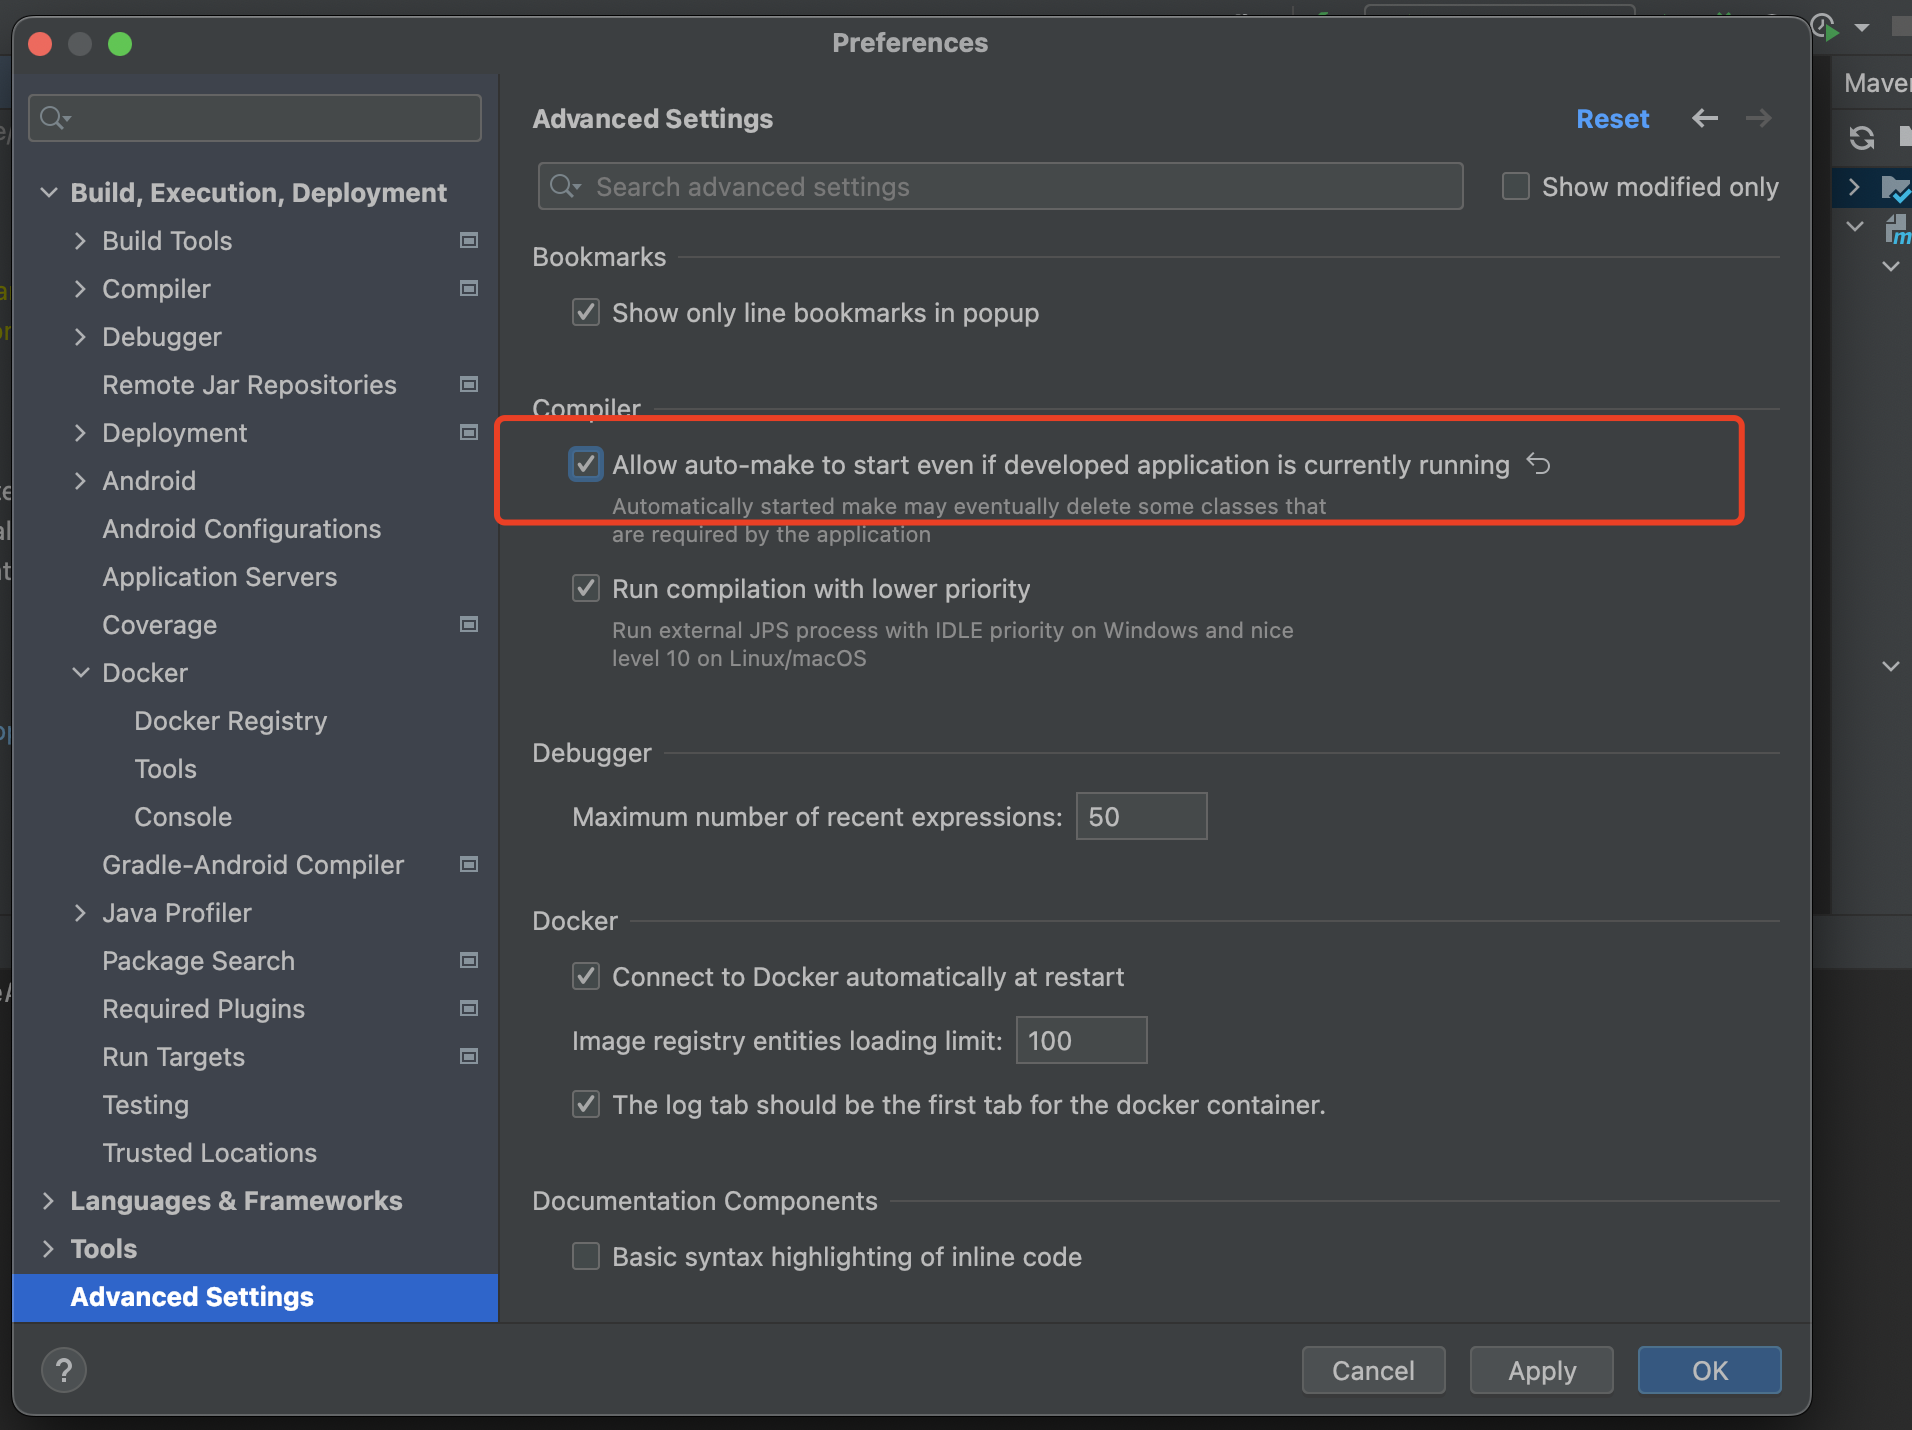 Preferences
Build, Execution, Deployment
Build Tools
Compiler
Debugger
Remote Jar Repositories
Deployment
Android
Android Configurations
Application Servers
Coverage
Docker
Docker Registry
Tools
Console
Gradle-Android Compiler
Java Profiler
Package Search
Required Plugins
Run Targets
Testing
Trusted Locations
Languages & Frameworks
Tools
Advanced Settings
?
Advanced Settings
Reset
Search advanced settings
Show modified only
Bookmarks
Show only line bookmarks in popup
Compiler
Allow auto-make to start even if developed application is currently running
Automatically started make may eventually delete some classes that
are required by the application
Run compilation with lower priority
Run external JPS process with IDLE priority on Windows and nice
level 10 on Linux/macOS
Debugger
Maximum number of recent expressions: 50
Docker
Connect to Docker automatically at restart
Image registry entities loading limit: 100
The log tab should be the first tab for the docker container.
Documentation Components
Basic syntax highlighting of inline code
Cancel
Apply
OK